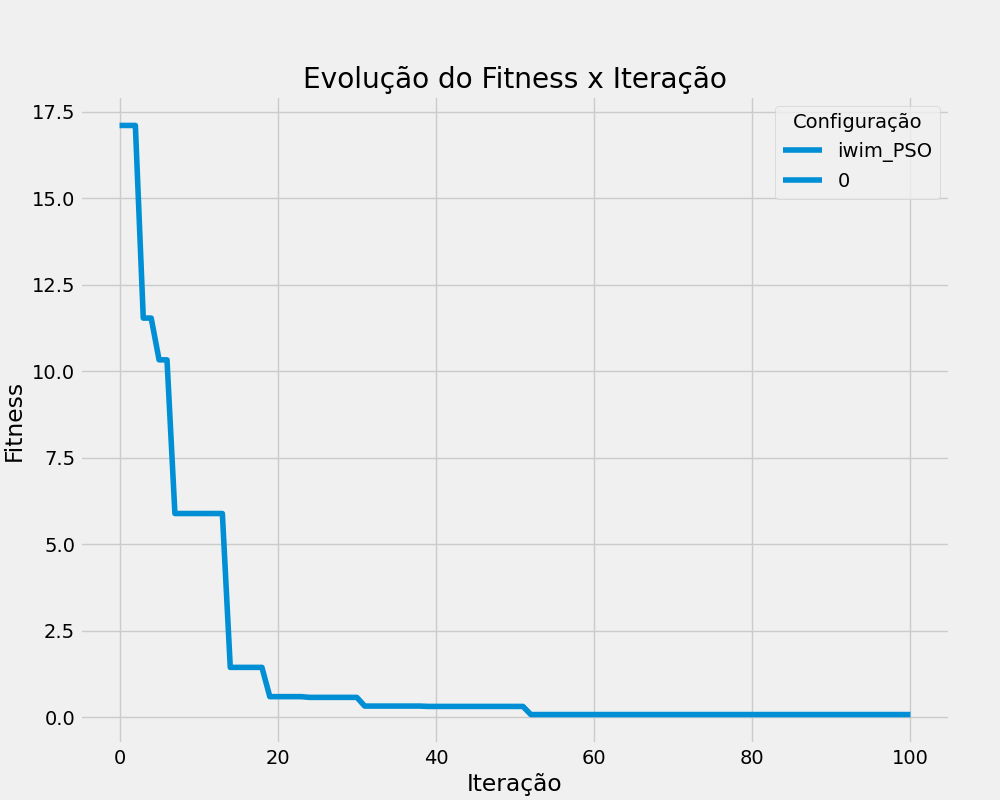 Evolução do Fitness x Iteração
Configuração
iwim_PSO
0
17.5
15.0
12.5
10.0
7.5
5.0
2.5
0.0
Fitness
0 20 40 60 80 100
Iteração